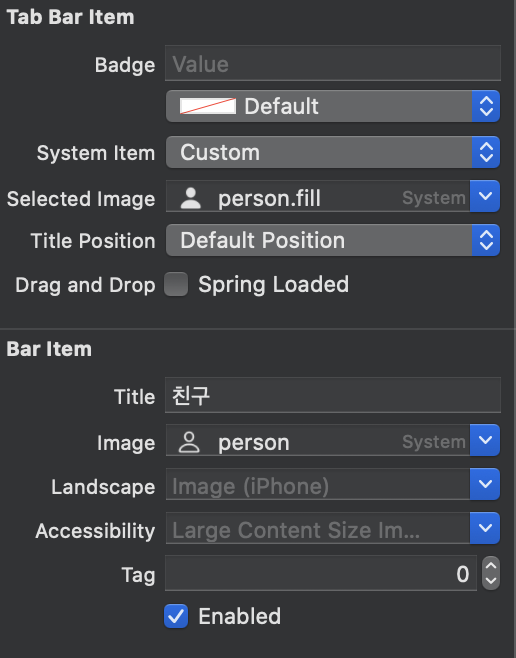 Tab Bar Item
Badge Value
Default
System Item Custom
Selected Image person.fill System
Title Position Default Position
Drag and Drop Spring Loaded
Bar Item
Title 친구
Image person System
Landscape Image (iPhone)
Accessibility Large Content Size Im...
Tag 0
Enabled